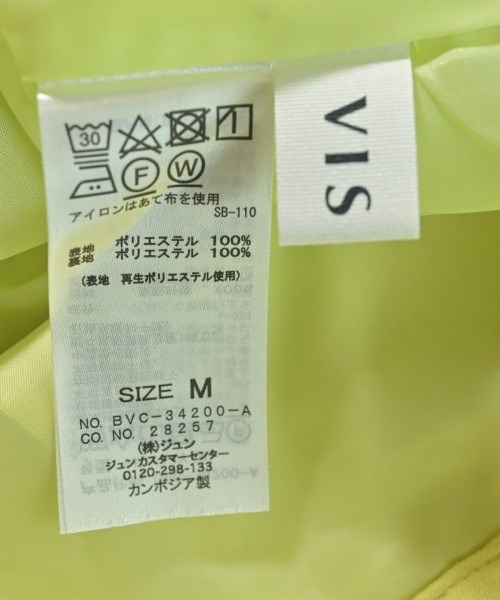 30
F W
アイロンはあて布を使用
SB-110
表地 ポリエステル 100%
裏地 ポリエステル 100%
(表地 再生ポリエステル使用)
SIZE M
NO. BVC-34200-A
CO. NO. 28257
(株)ジュン
ジュンカスタマーセンター
0120-298-133
カンボジア製
VIS